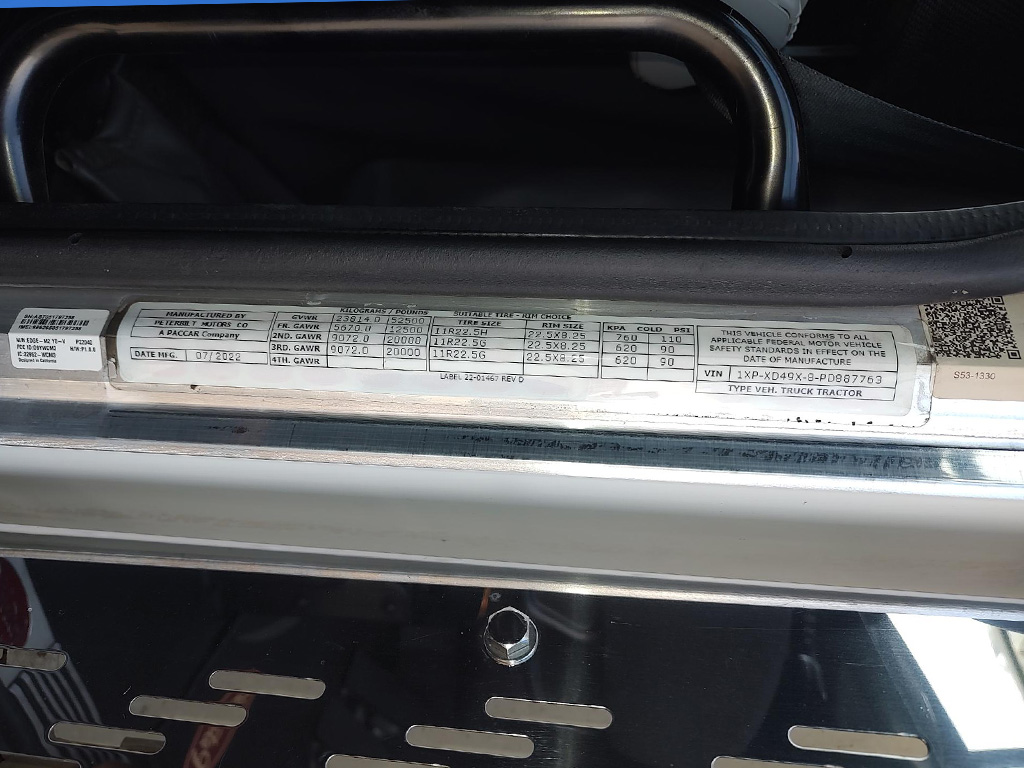 MANUFACTURED BY
PETERBILT MOTORS CO
A PACCAR Company
DATE MFG. 07/2022
KILOGRAMS / POUNDS
GVWR 23814.0 52500
FR. GAWR 5670.0 12500
2ND. GAWR 9072.0 20000
3RD. GAWR 9072.0 20000
4TH. GAWR
SUITABLE TIRE - RIM CHOICE
TIRE SIZE RIM SIZE
11R22.5H 22.5X8.25
11R22.5G 22.5X8.25
11R22.5G 22.5X8.25
KPA COLD PSI
760 110
620 90
620 90
LABEL 22-01467 REV D
THIS VEHICLE CONFORMS TO ALL
APPLICABLE FEDERAL MOTOR VEHICLE
SAFETY STANDARDS IN EFFECT ON THE
DATE OF MANUFACTURE
VIN 1XP-XD49X-8-PD887763
TYPE VEH. TRUCK TRACTOR
S53-1330